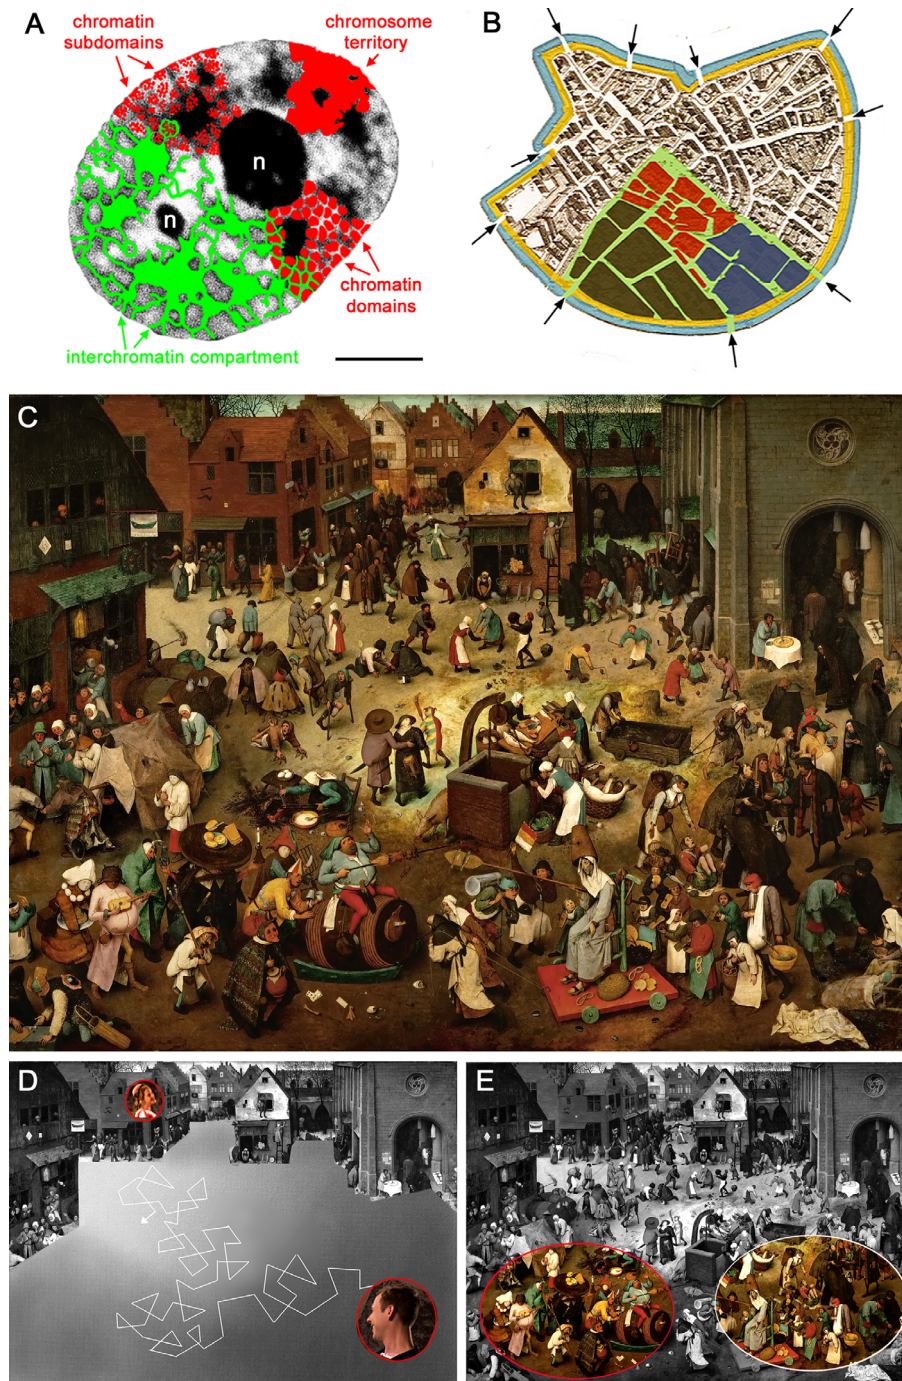 A
chromatin
subdomains
chromosome
territory
n
n
chromatin
domains
interchromatin compartment
B
C
D
E